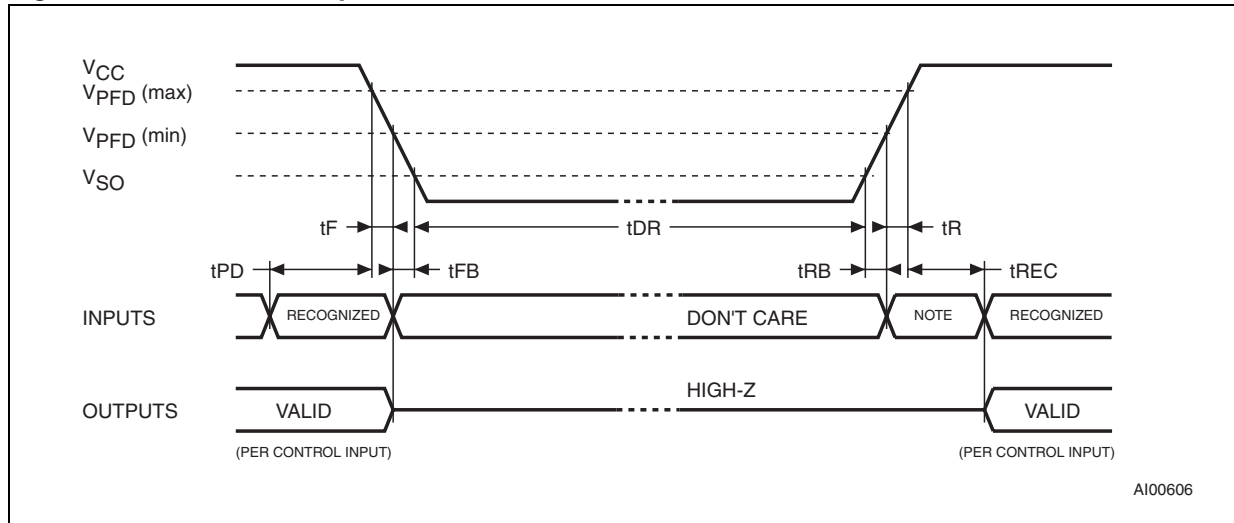 VCC
VPFD (max)
VPFD (min)
VSO
tF
tDR
tR
tPD
tFB
tRB
tREC
INPUTS
RECOGNIZED
DON'T CARE
NOTE
RECOGNIZED
HIGH-Z
OUTPUTS
VALID
VALID
(PER CONTROL INPUT)
(PER CONTROL INPUT)
AI00606